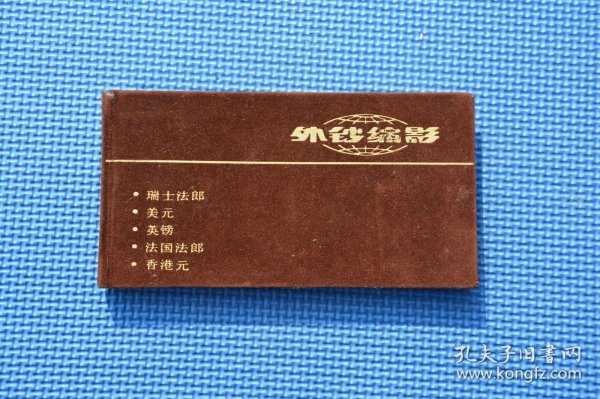 外钞缩影
• 瑞士法郎
• 美元
• 英镑
• 法国法郎
• 香港元
孔夫子旧书网
www.kongfz.com